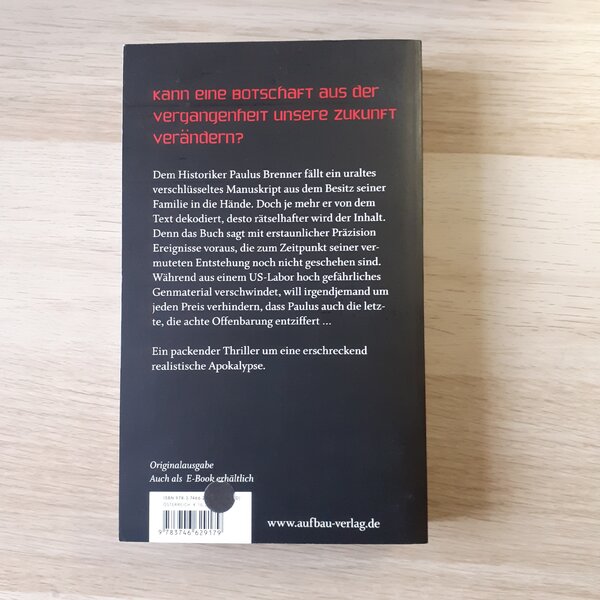 Kann eine Botschaft aus der
Vergangenheit unsere Zukunft
verändern?
Dem Historiker Paulus Brenner fällt ein uraltes
verschlüsseltes Manuskript aus dem Besitz seiner
Familie in die Hände. Doch je mehr er von dem
Text dekodiert, desto rätselhafter wird der Inhalt.
Denn das Buch sagt mit erstaunlicher Präzision
Ereignisse voraus, die zum Zeitpunkt seiner ver-
muteten Entstehung noch nicht geschehen sind.
Während aus einem US-Labor hoch gefährliches
Genmaterial verschwindet, will irgendjemand um
jeden Preis verhindern, dass Paulus auch die letz-
te, die achte Offenbarung entziffert ...
Ein packender Thriller um eine erschreckend
realistische Apokalypse.
Originalausgabe
Auch als E-Book erhältlich
ISBN 978-3-7466
ÖSTERREICH €
9 783746 629179
www.aufbau-verlag.de